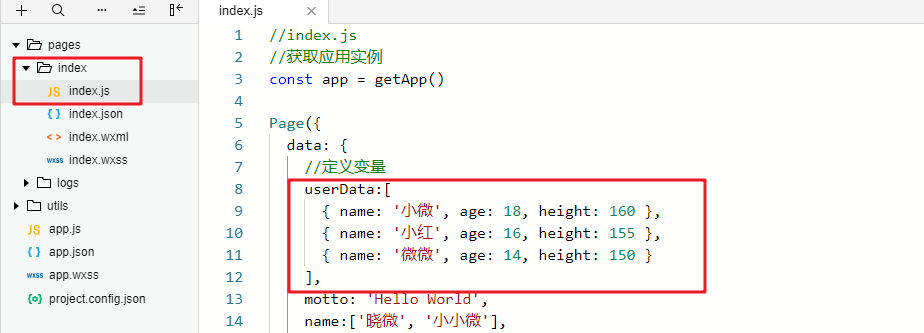 index.js
pages
index
JS index.js
{ } index.json
< > index.wxml
wxss index.wxss
logs
utils
JS app.js
{ } app.json
wxss app.wxss
{o} project.config.json
1 //index.js
2 //获取应用实例
3 const app = getApp()
4
5 Page({
6 data: {
7 //定义变量
8 userData:[
9 { name: '小微', age: 18, height: 160 },
10 { name: '小红', age: 16, height: 155 },
11 { name: '微微', age: 14, height: 150 }
12 ],
13 motto: 'Hello World',
14 name:['晓微', '小小微'],